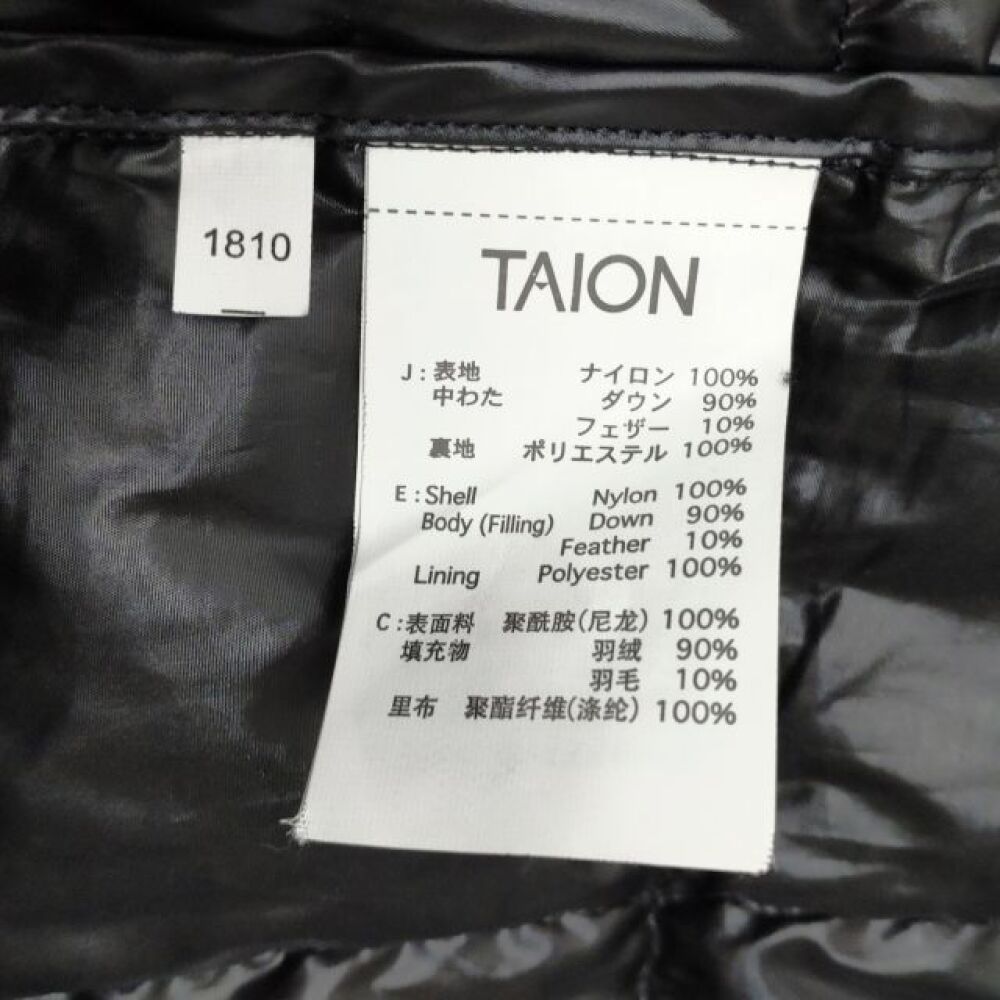 1810
TAION
J : 表地 ナイロン 100%
中わた ダウン 90%
フェザー 10%
裏地 ポリエステル 100%
E : Shell Nylon 100%
Body (Filling) Down 90%
Feather 10%
Lining Polyester 100%
C : 表面料 聚酰胺(尼龙) 100%
填充物 羽绒 90%
羽毛 10%
里布 聚酯纤维(涤纶) 100%